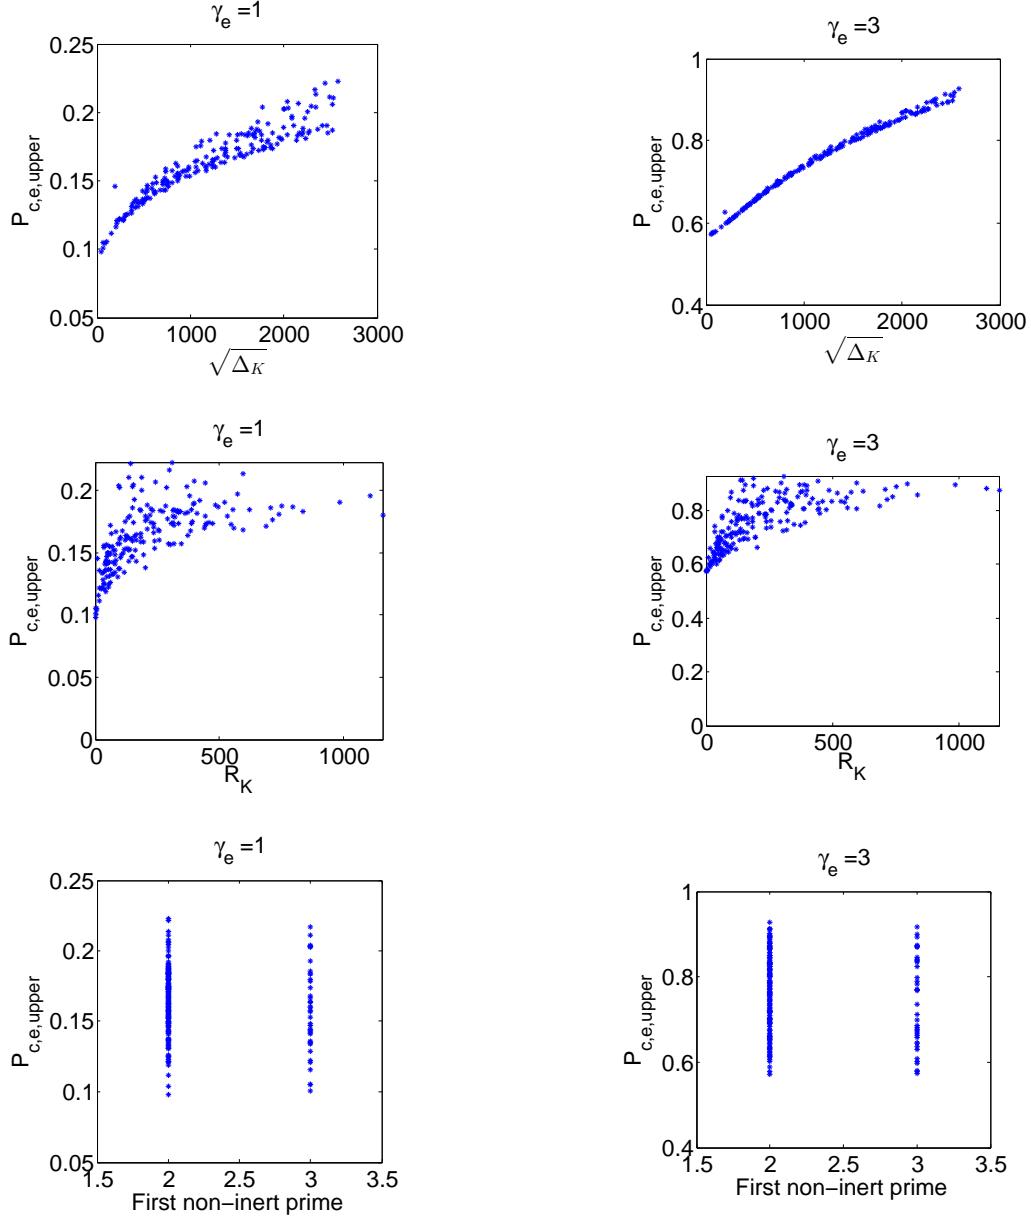 γe =1
0.25
0.2
0.15
0.1
0.05
Pc,e,upper
0 1000 2000 3000
√ΔK
γe =3
1
0.8
0.6
0.4
Pc,e,upper
0 1000 2000 3000
√ΔK
γe =1
0.2
0.15
0.1
0.05
0
Pc,e,upper
0 500 1000
RK
γe =3
0.8
0.6
0.4
0.2
0
Pc,e,upper
0 500 1000
RK
γe =1
0.25
0.2
0.15
0.1
0.05
Pc,e,upper
1.5 2 2.5 3 3.5
First non−inert prime
γe =3
1
0.8
0.6
0.4
Pc,e,upper
1.5 2 2.5 3 3.5
First non−inert prime